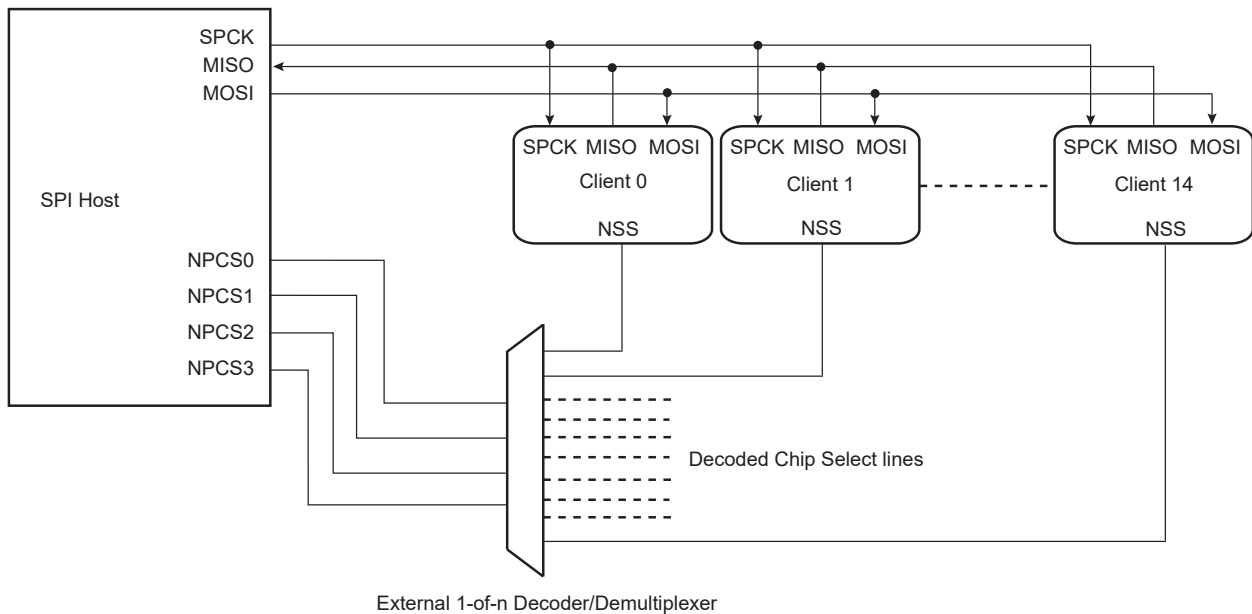 SPCK
MISO
MOSI
SPI Host
NPCS0
NPCS1
NPCS2
NPCS3
SPCK MISO MOSI
Client 0
NSS
SPCK MISO MOSI
Client 1
NSS
SPCK MISO MOSI
Client 14
NSS
Decoded Chip Select lines
External 1-of-n Decoder/Demultiplexer